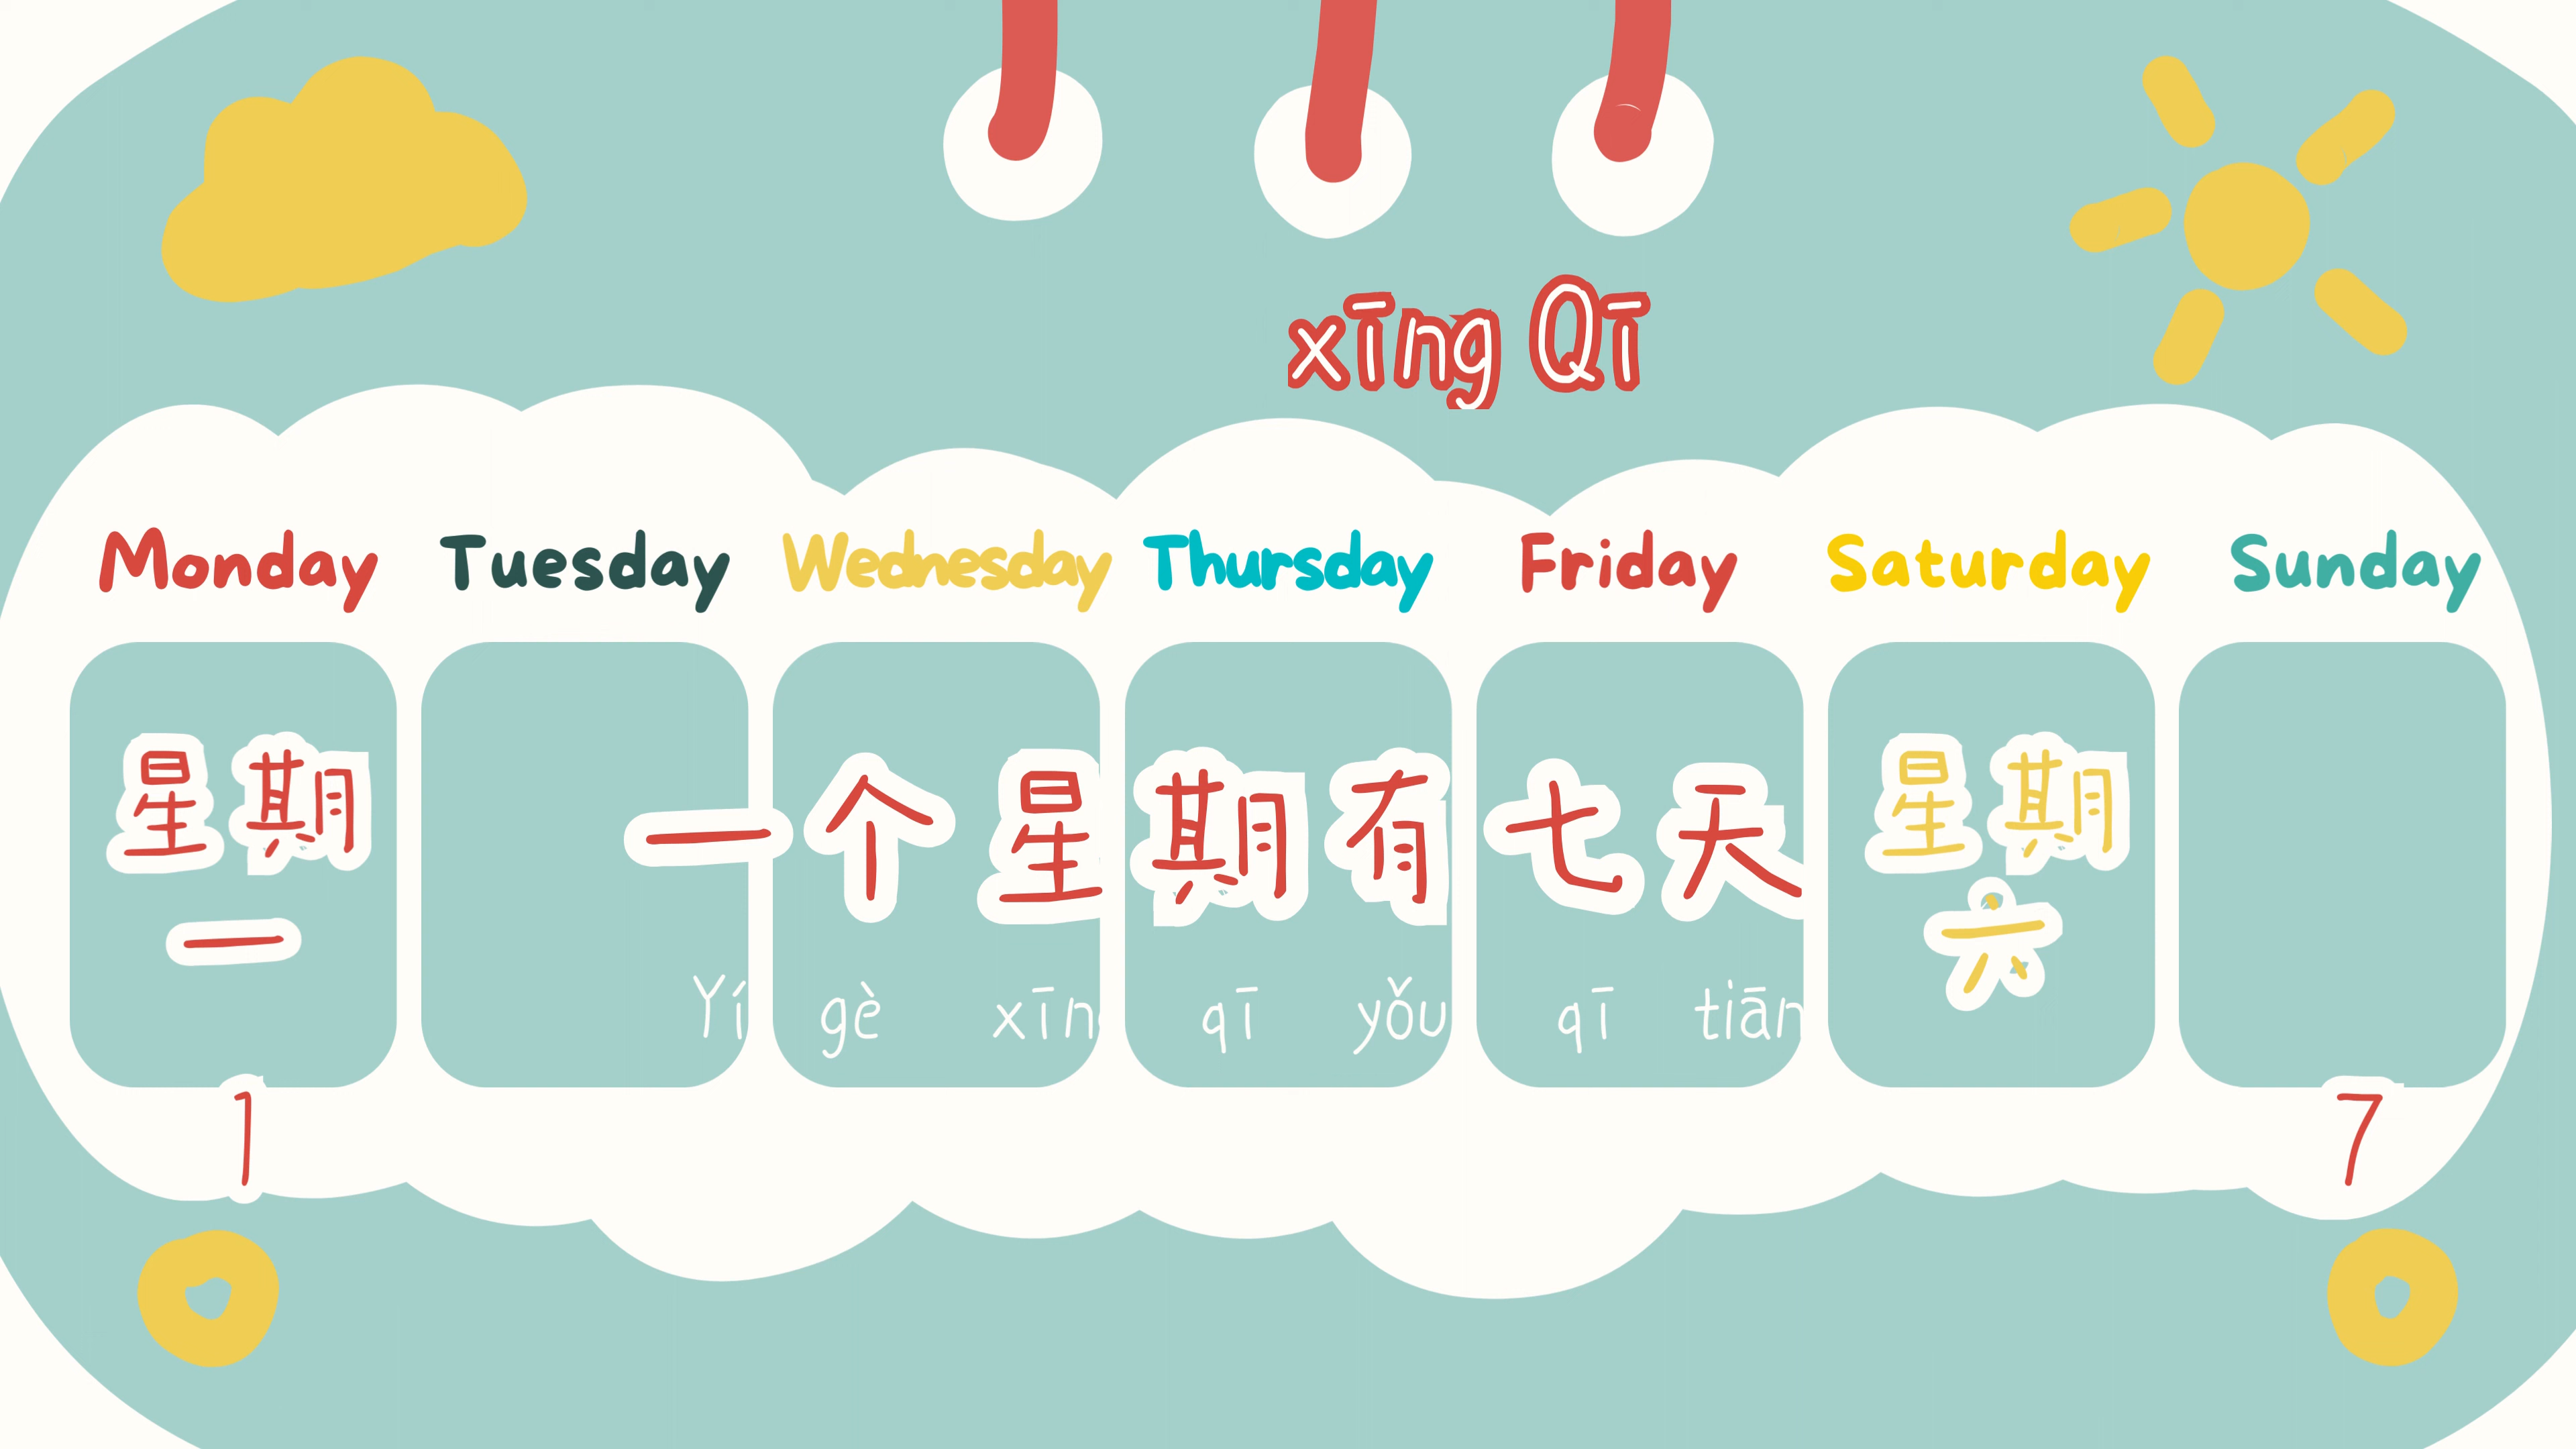 xīng Qī
Monday Tuesday Wednesday Thursday Friday Saturday Sunday
星期
一
一个星期有七天
Yí gè xīng qī yǒu qī tiān
星期
六
1 7